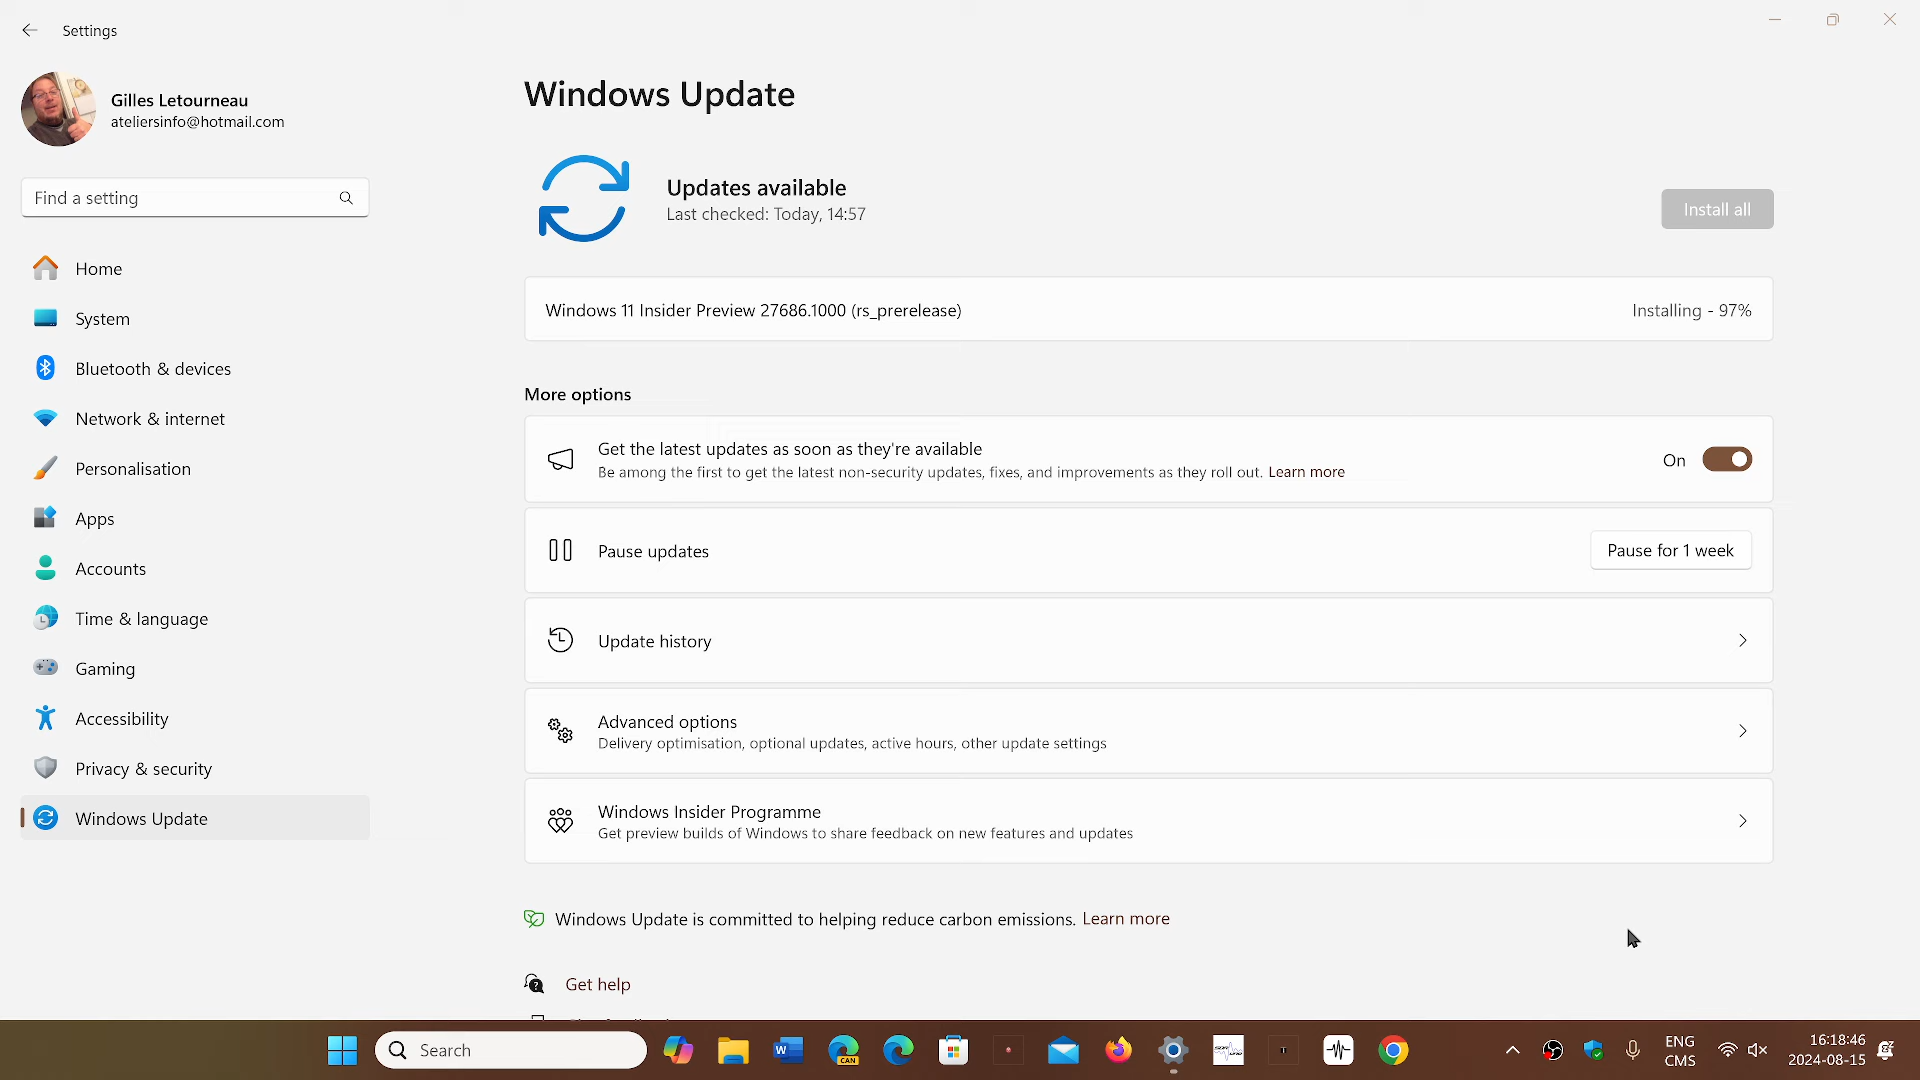 Settings
Gilles Letourneau
ateliersinfo@hotmail.com
Find a setting
Home
System
Bluetooth & devices
Network & internet
Personalisation
Apps
Accounts
Time & language
Gaming
Accessibility
Privacy & security
Windows Update
Windows Update
Updates available
Last checked: Today, 14:57
Install all
Windows 11 Insider Preview 27686.1000 (rs_prerelease)
Installing - 97%
More options
Get the latest updates as soon as they're available
Be among the first to get the latest non-security updates, fixes, and improvements as they roll out. Learn more
On
Pause updates
Pause for 1 week
Update history
Advanced options
Delivery optimisation, optional updates, active hours, other update settings
Windows Insider Programme
Get preview builds of Windows to share feedback on new features and updates
Windows Update is committed to helping reduce carbon emissions. Learn more
Get help
Search
W
CAN
ENG
CMS
16:18:46
2024-08-15